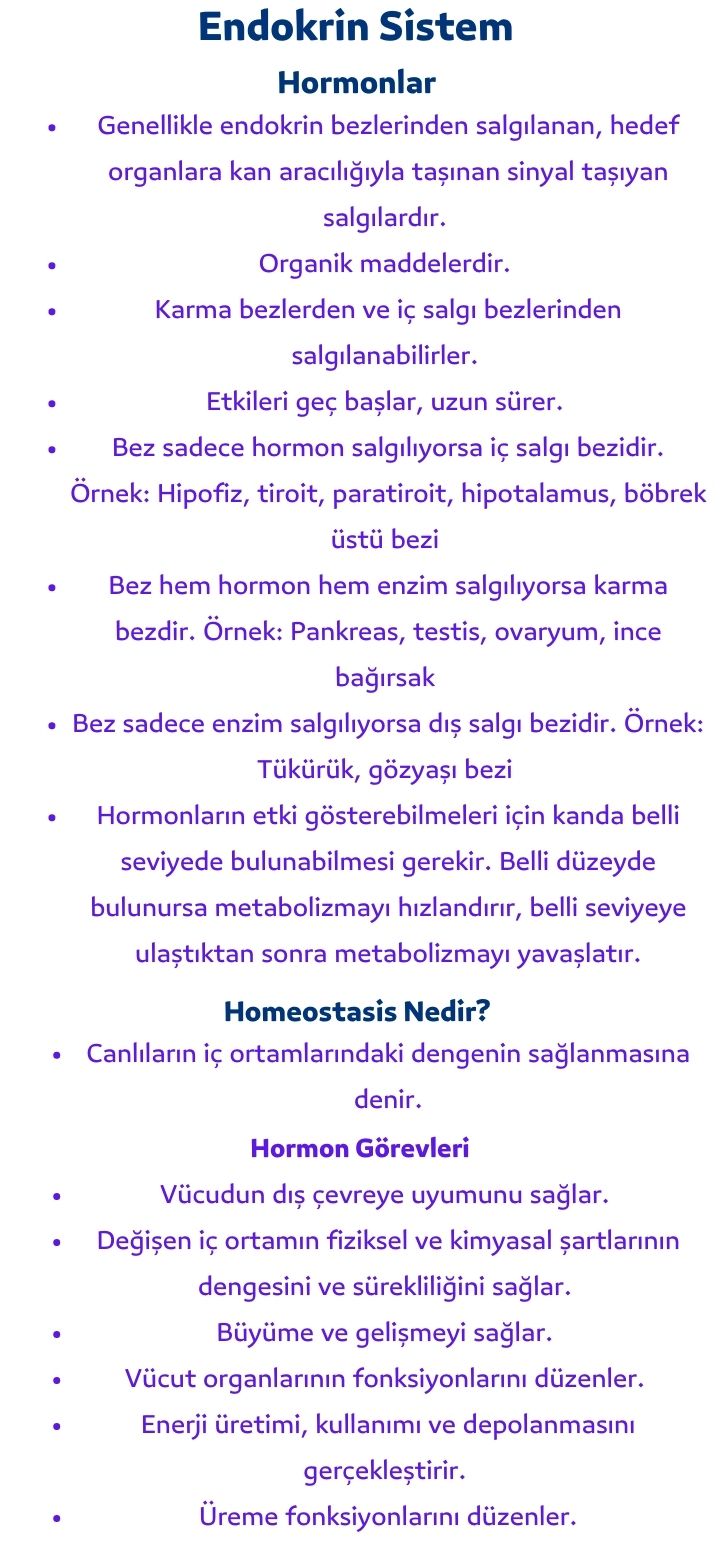 Endokrin Sistem
Hormonlar
• Genellikle endokrin bezlerinden salgılanan, hedef
organlara kan aracılığıyla taşınan sinyal taşıyan
salgılardır.
• Organik maddelerdir.
• Karma bezlerden ve iç salgı bezlerinden
salgılanabilirler.
• Etkileri geç başlar, uzun sürer.
• Bez sadece hormon salgılıyorsa iç salgı bezidir.
Örnek: Hipofiz, tiroit, paratiroit, hipotalamus, böbrek
üstü bezi
• Bez hem hormon hem enzim salgılıyorsa karma
bezdir. Örnek: Pankreas, testis, ovaryum, ince
bağırsak
• Bez sadece enzim salgılıyorsa dış salgı bezidir. Örnek:
Tükürük, gözyaşı bezi
• Hormonların etki gösterebilmeleri için kanda belli
seviyede bulunabilmesi gerekir. Belli düzeyde
bulunursa metabolizmayı hızlandırır, belli seviyeye
ulaştıktan sonra metabolizmayı yavaşlatır.
Homeostasis Nedir?
• Canlıların iç ortamlarındaki dengenin sağlanmasına
denir.
Hormon Görevleri
• Vücudun dış çevreye uyumunu sağlar.
• Değişen iç ortamın fiziksel ve kimyasal şartlarının
dengesini ve sürekliliğini sağlar.
• Büyüme ve gelişmeyi sağlar.
• Vücut organlarının fonksiyonlarını düzenler.
• Enerji üretimi, kullanımı ve depolanmasını
gerçekleştirir.
• Üreme fonksiyonlarını düzenler.